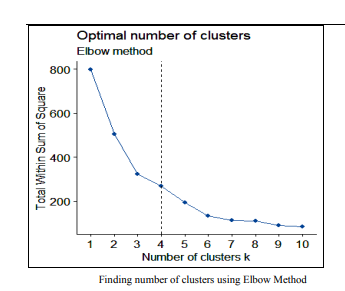 Optimal number of clusters
Elbow method
Total Within Sum of Square
800
600
400
200
1 2 3 4 5 6 7 8 9 10
Number of clusters k
Finding number of clusters using Elbow Method